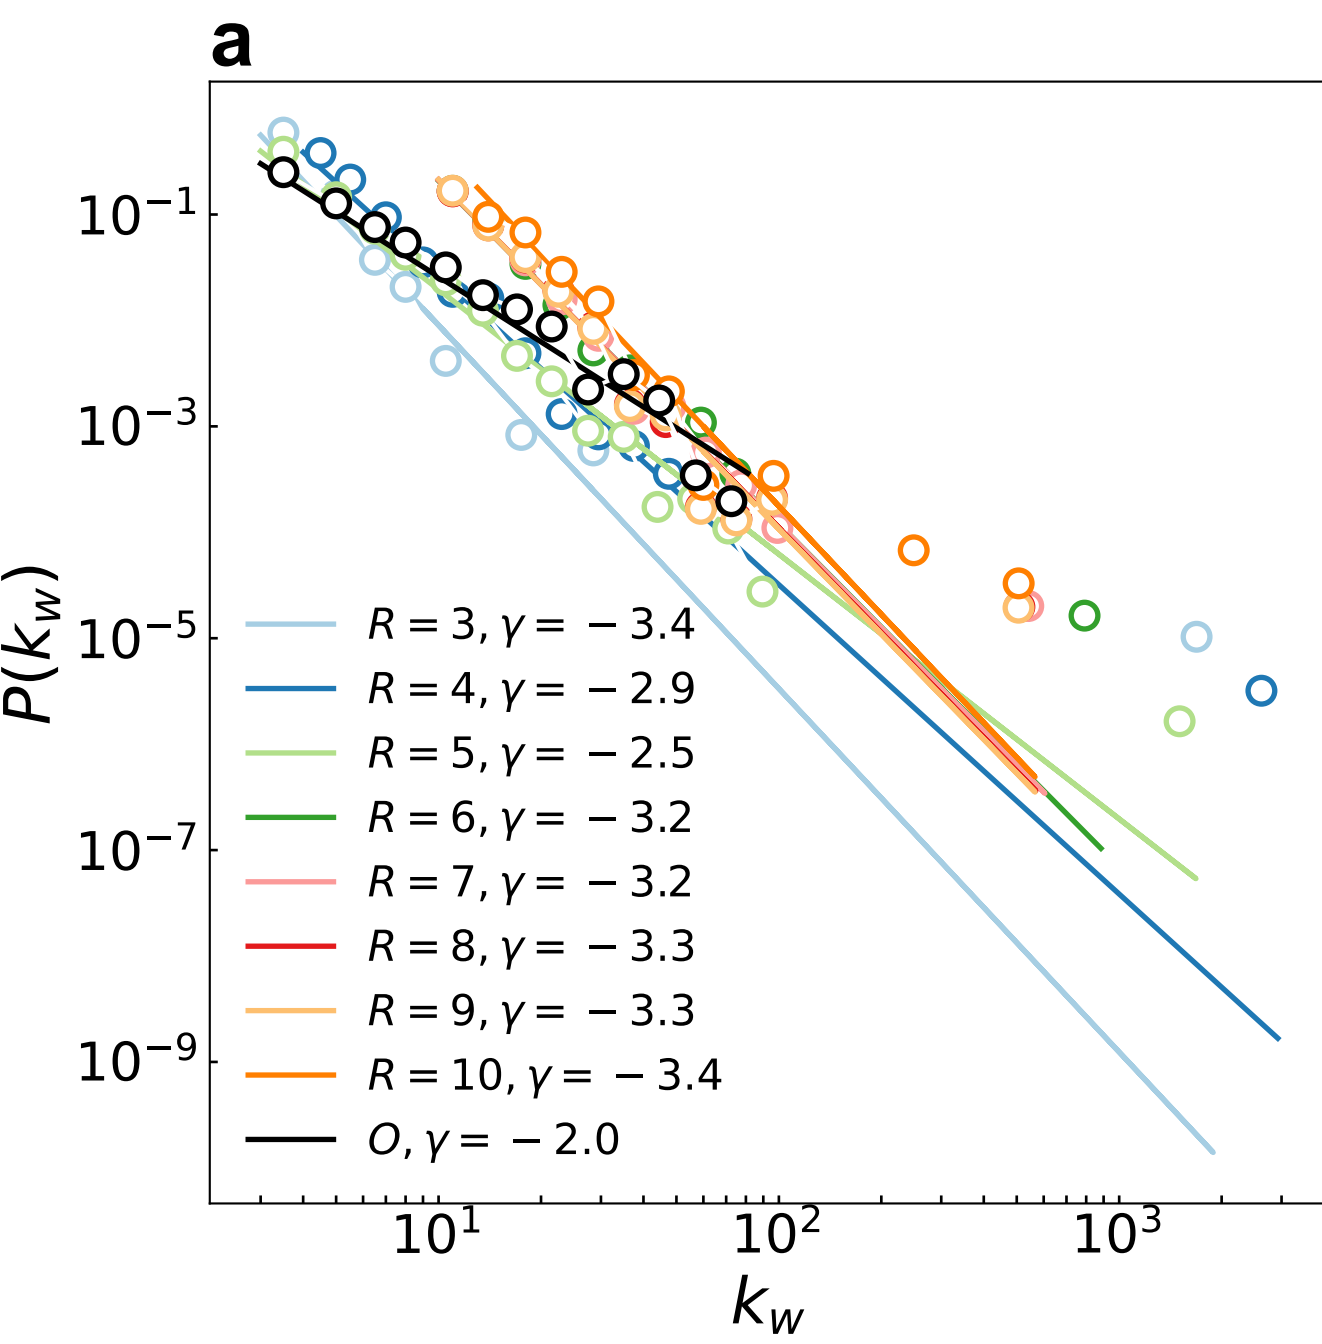 a
P(k_w)
10^−1
10^−3
10^−5
10^−7
10^−9
R = 3, γ = − 3.4
R = 4, γ = − 2.9
R = 5, γ = − 2.5
R = 6, γ = − 3.2
R = 7, γ = − 3.2
R = 8, γ = − 3.3
R = 9, γ = − 3.3
R = 10, γ = − 3.4
O, γ = − 2.0
10^1 10^2 10^3
k_w